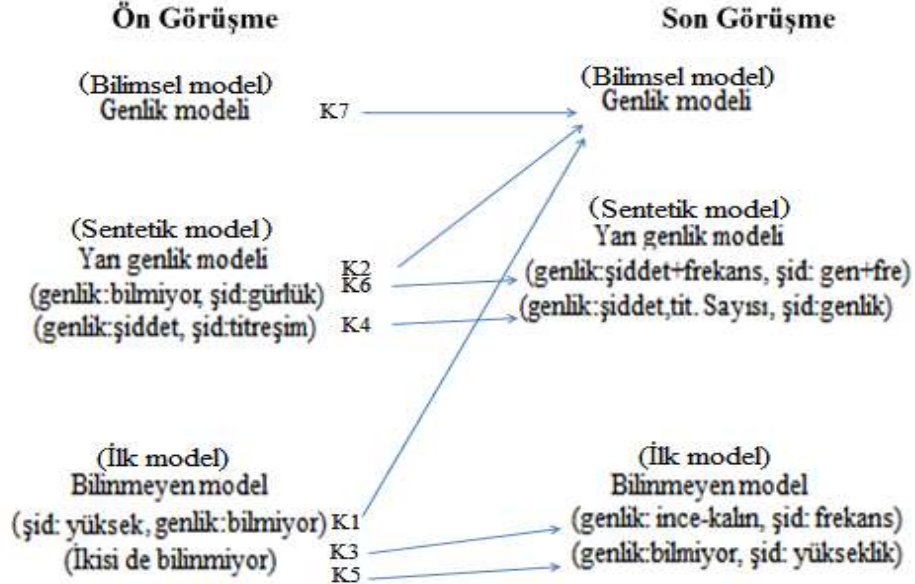 Ön Görüşme
(Bilimsel model)
Genlik modeli
K7
(Sentetik model)
Yarı genlik modeli
(genlik:bilmiyor, şid:gürlük)
(genlik:şiddet, şid:titreşim)
K2
K6
K4
(İlk model)
Bilinmeyen model
(şid: yüksek, genlik:bilmiyor)
(İkisi de bilinmiyor)
K1
K3
K5
Son Görüşme
(Bilimsel model)
Genlik modeli
(Sentetik model)
Yarı genlik modeli
(genlik:şiddet+frekans, şid: gen+fre)
(genlik:şiddet,tit. Sayısı, şid:genlik)
(İlk model)
Bilinmeyen model
(genlik: ince-kalın, şid: frekans)
(genlik:bilmiyor, şid: yükseklik)